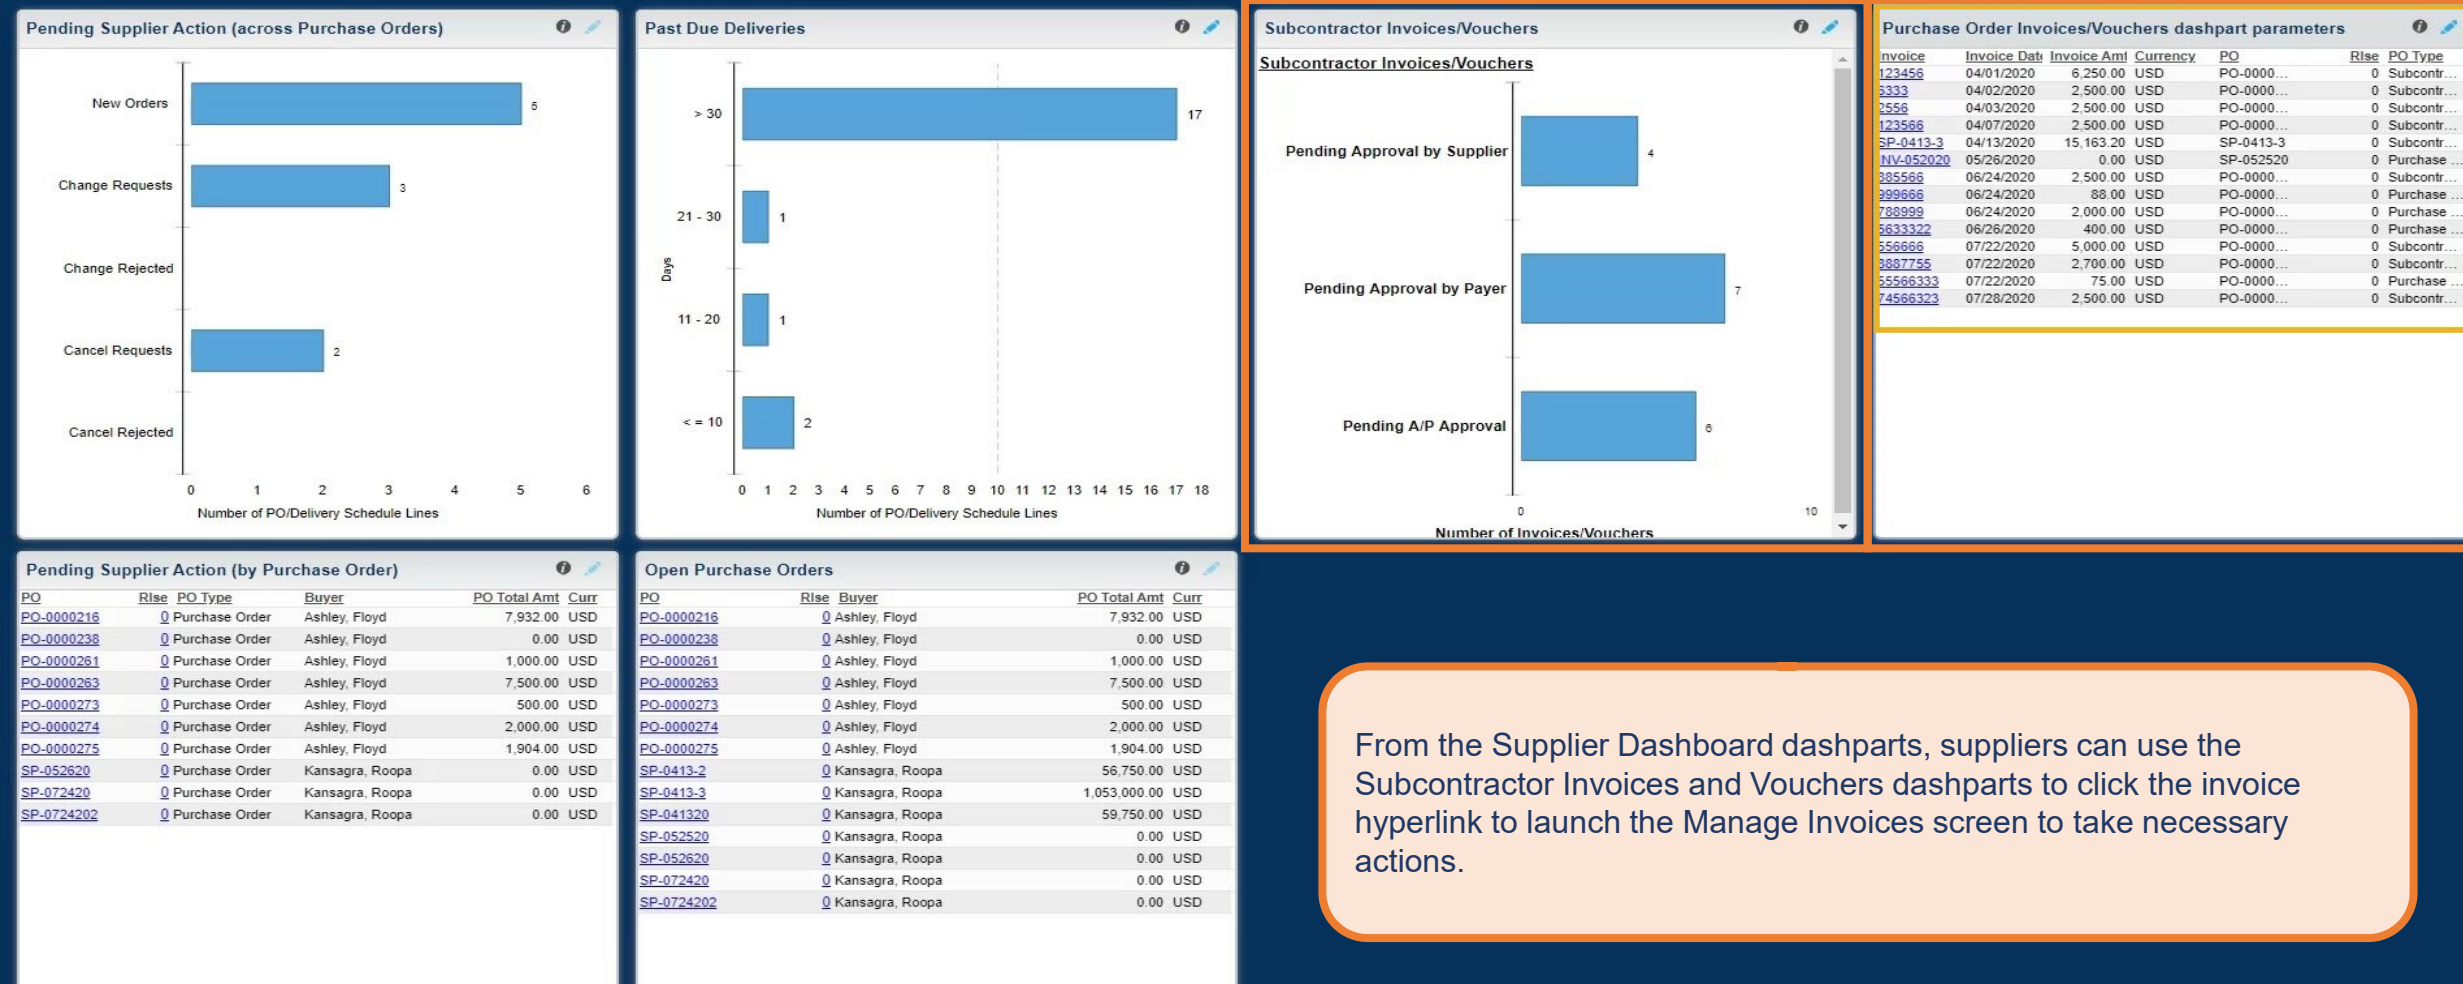 Pending Supplier Action (across Purchase Orders)
New Orders
5
Change Requests
3
Change Rejected
Cancel Requests
2
Cancel Rejected
0 1 2 3 4 5 6
Number of PO/Delivery Schedule Lines
Past Due Deliveries
Days
> 30
17
21 - 30
1
11 - 20
1
< = 10
2
0 1 2 3 4 5 6 7 8 9 10 11 12 13 14 15 16 17 18
Number of PO/Delivery Schedule Lines
Subcontractor Invoices/Vouchers
Subcontractor Invoices/Vouchers
Pending Approval by Supplier
4
Pending Approval by Payer
7
Pending A/P Approval
6
0 10
Number of Invoices/Vouchers
Purchase Order Invoices/Vouchers dashpart parameters
Invoice Invoice Date Invoice Amt Currency PO Rlse PO Type
123456 04/01/2020 6,250.00 USD PO-0000... 0 Subcontr...
6333 04/02/2020 2,500.00 USD PO-0000... 0 Subcontr...
2556 04/03/2020 2,500.00 USD PO-0000... 0 Subcontr...
123566 04/07/2020 2,500.00 USD PO-0000... 0 Subcontr...
SP-0413-3 04/13/2020 15,163.20 USD SP-0413-3 0 Subcontr...
INV-052020 05/26/2020 0.00 USD SP-052520 0 Purchase ...
885566 06/24/2020 2,500.00 USD PO-0000... 0 Subcontr...
999666 06/24/2020 88.00 USD PO-0000... 0 Purchase ...
788999 06/24/2020 2,000.00 USD PO-0000... 0 Purchase ...
5633322 06/26/2020 400.00 USD PO-0000... 0 Purchase ...
556666 07/22/2020 5,000.00 USD PO-0000... 0 Subcontr...
07/22/2020 2,700.00 USD PO-0000... 0 Subcontr...
55566333 07/22/2020 75.00 USD PO-0000... 0 Purchase ...
74566323 07/28/2020 2,500.00 USD PO-0000... 0 Subcontr...
Pending Supplier Action (by Purchase Order)
PO Rlse PO Type Buyer PO Total Amt Curr
PO-0000216 0 Purchase Order Ashley, Floyd 7,932.00 USD
PO-0000238 0 Purchase Order Ashley, Floyd 0.00 USD
PO-0000261 0 Purchase Order Ashley, Floyd 1,000.00 USD
PO-0000263 0 Purchase Order Ashley, Floyd 7,500.00 USD
PO-0000273 0 Purchase Order Ashley, Floyd 500.00 USD
PO-0000274 0 Purchase Order Ashley, Floyd 2,000.00 USD
PO-0000275 0 Purchase Order Ashley, Floyd 1,904.00 USD
SP-052620 0 Purchase Order Kansagra, Roopa 0.00 USD
SP-072420 0 Purchase Order Kansagra, Roopa 0.00 USD
SP-0724202 0 Purchase Order Kansagra, Roopa 0.00 USD
Open Purchase Orders
PO Rlse Buyer PO Total Amt Curr
PO-0000216 0 Ashley, Floyd 7,932.00 USD
PO-0000238 0 Ashley, Floyd 0.00 USD
PO-0000261 0 Ashley, Floyd 1,000.00 USD
PO-0000263 0 Ashley, Floyd 7,500.00 USD
PO-0000273 0 Ashley, Floyd 500.00 USD
PO-0000274 0 Ashley, Floyd 2,000.00 USD
PO-0000275 0 Ashley, Floyd 1,904.00 USD
SP-0413-2 0 Kansagra, Roopa 56,750.00 USD
SP-0413-3 0 Kansagra, Roopa 1,053,000.00 USD
SP-041320 0 Kansagra, Roopa 59,750.00 USD
SP-052520 0 Kansagra, Roopa 0.00 USD
SP-052620 0 Kansagra, Roopa 0.00 USD
SP-072420 0 Kansagra, Roopa 0.00 USD
SP-0724202 0 Kansagra, Roopa 0.00 USD
From the Supplier Dashboard dashparts, suppliers can use the
Subcontractor Invoices and Vouchers dashparts to click the invoice
hyperlink to launch the Manage Invoices screen to take necessary
actions.